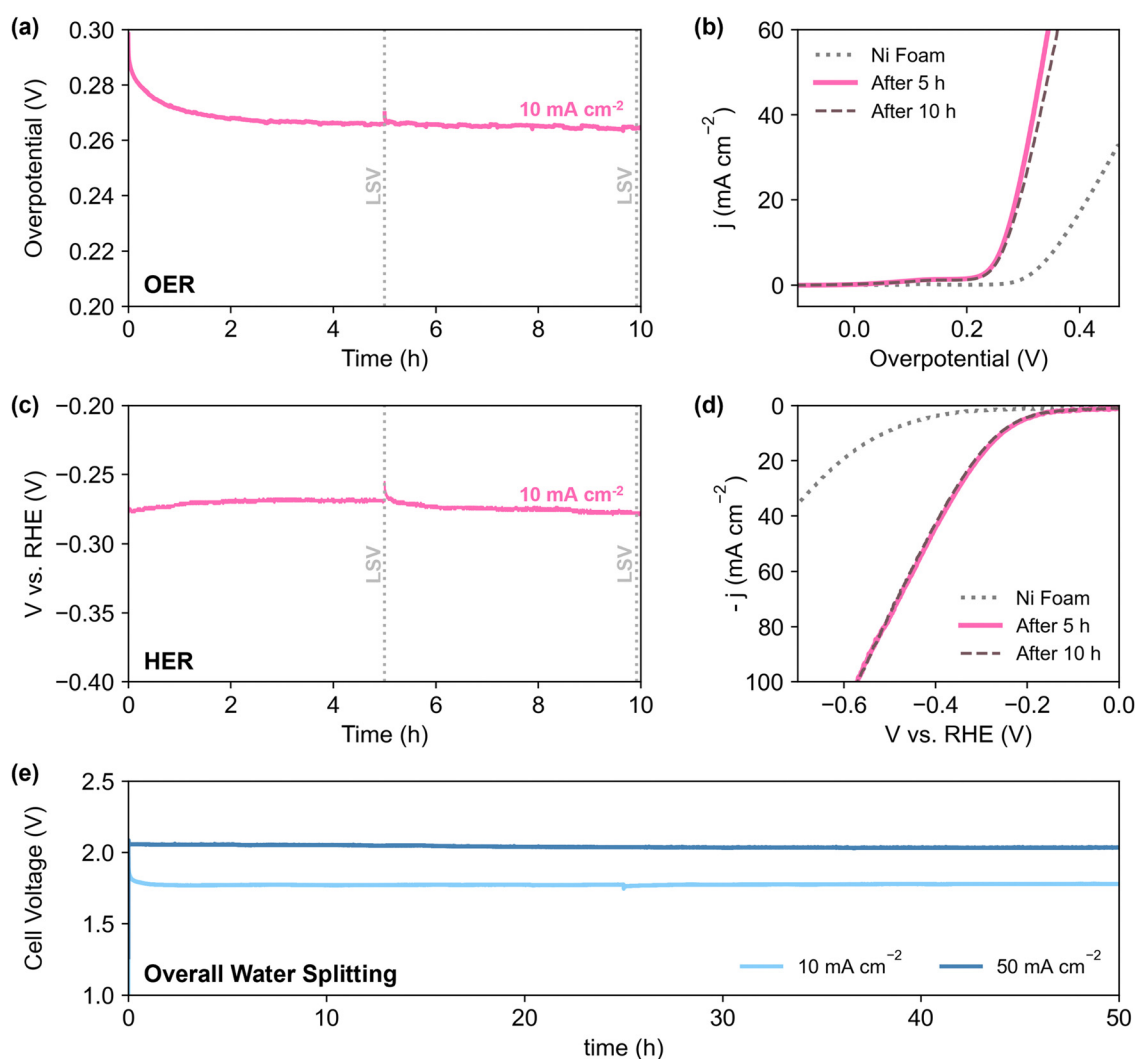 (a)
0.30
0.28
0.26
0.24
0.22
0.20
Overpotential (V)
10 mA cm⁻²
LSV
LSV
OER
0
2
4
6
8
10
Time (h)
(b)
60
40
20
0
j (mA cm⁻²)
Ni Foam
After 5 h
After 10 h
0.0
0.2
0.4
Overpotential (V)
(c)
−0.20
−0.25
−0.30
−0.35
−0.40
V vs. RHE (V)
10 mA cm⁻²
LSV
LSV
HER
0
2
4
6
8
10
Time (h)
(d)
0
20
40
60
80
100
- j (mA cm⁻²)
Ni Foam
After 5 h
After 10 h
−0.6
−0.4
−0.2
0.0
V vs. RHE (V)
(e)
2.5
2.0
1.5
1.0
Cell Voltage (V)
Overall Water Splitting
10 mA cm⁻²
50 mA cm⁻²
0
10
20
30
40
50
time (h)